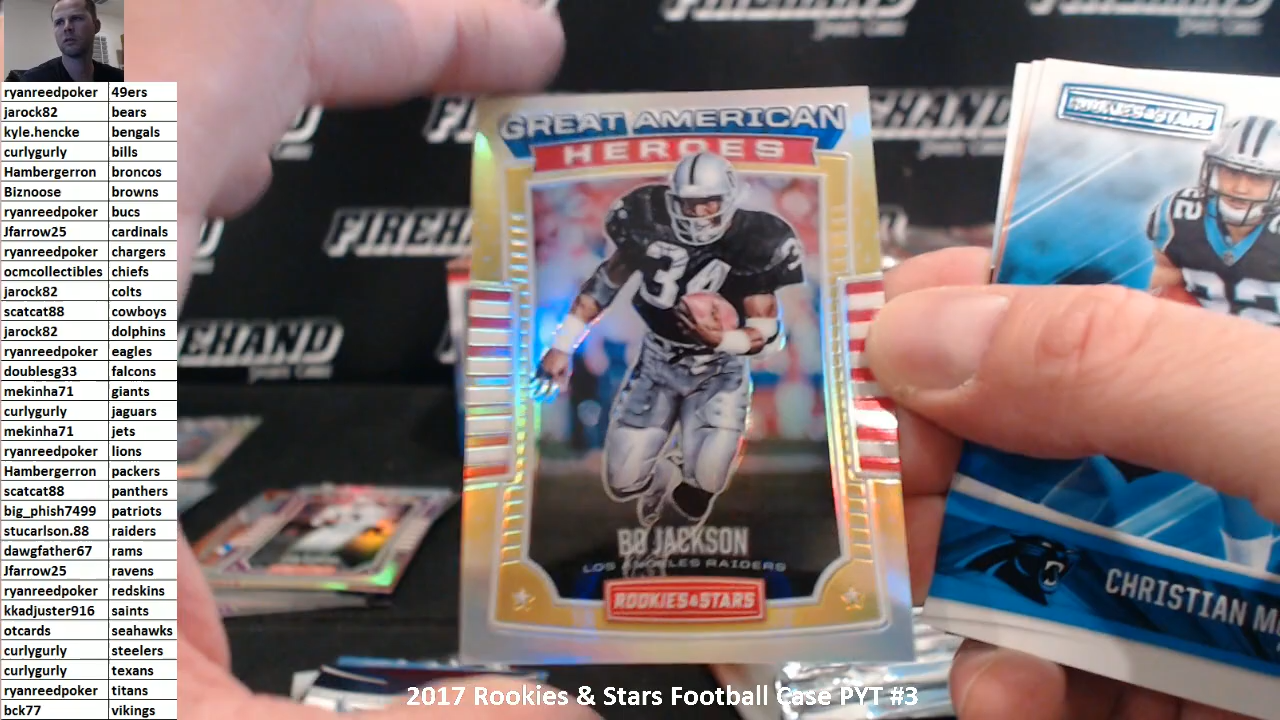 ryanreedpoker 49ers
jarock82 bears
kyle.hencke bengals
curlygurly bills
Hambergerron broncos
Biznoose browns
ryanreedpoker bucs
Jfarrow25 cardinals
ryanreedpoker chargers
ocmcollectibles chiefs
jarock82 colts
scatcat88 cowboys
jarock82 dolphins
ryanreedpoker eagles
doublesg33 falcons
mekinha71 giants
curlygurly jaguars
mekinha71 jets
ryanreedpoker lions
Hambergerron packers
scatcat88 panthers
big_phish7499 patriots
stucarlson.88 raiders
dawgfather67 rams
Jfarrow25 ravens
ryanreedpoker redskins
kkadjuster916 saints
otcards seahawks
curlygurly steelers
curlygurly texans
ryanreedpoker titans
bck77 vikings
FIREHAND
GREAT AMERICAN
HEROES
34
BO JACKSON
LOS ANGELES RAIDERS
ROOKIES & STARS
ROOKIES & STARS
22
CHRISTIAN
2017 Rookies & Stars Football Case PYT #3